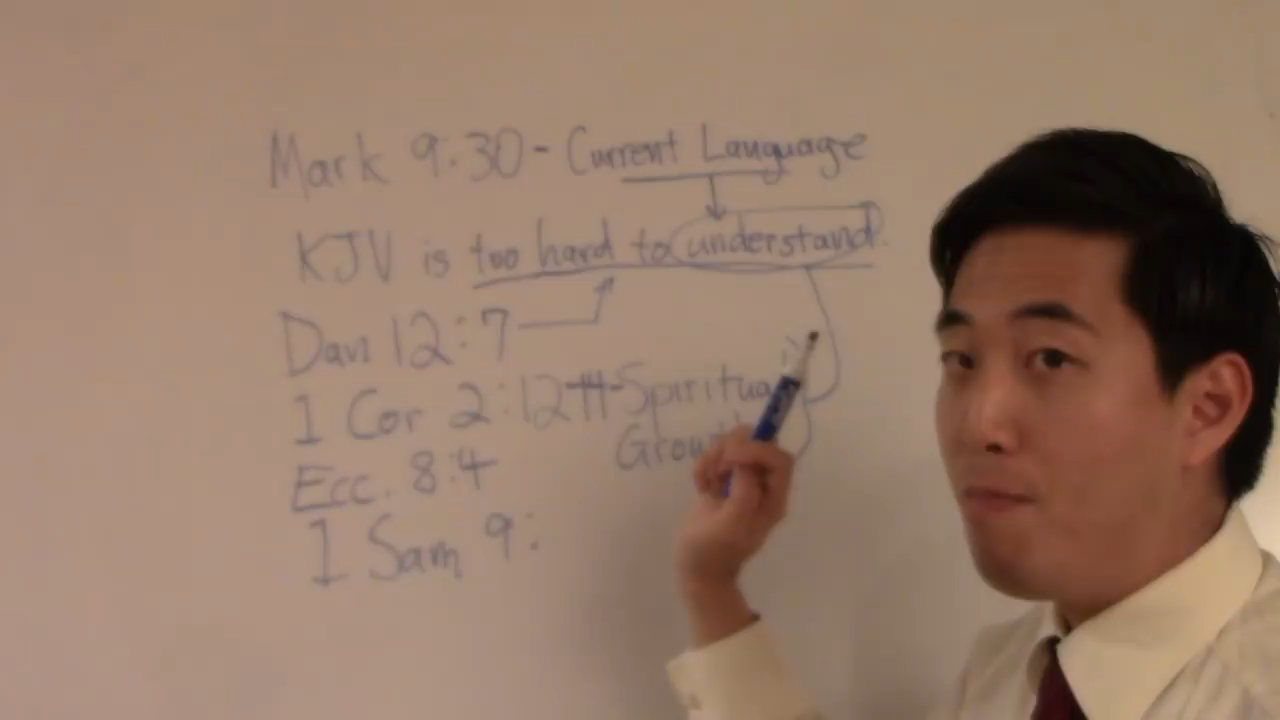 Mark 9:30 - Current Language
KJV is too hard to understand.
Dan 12:7
1 Cor 2:12-14-Spiritual
Growth
Ecc. 8:4
1 Sam 9: